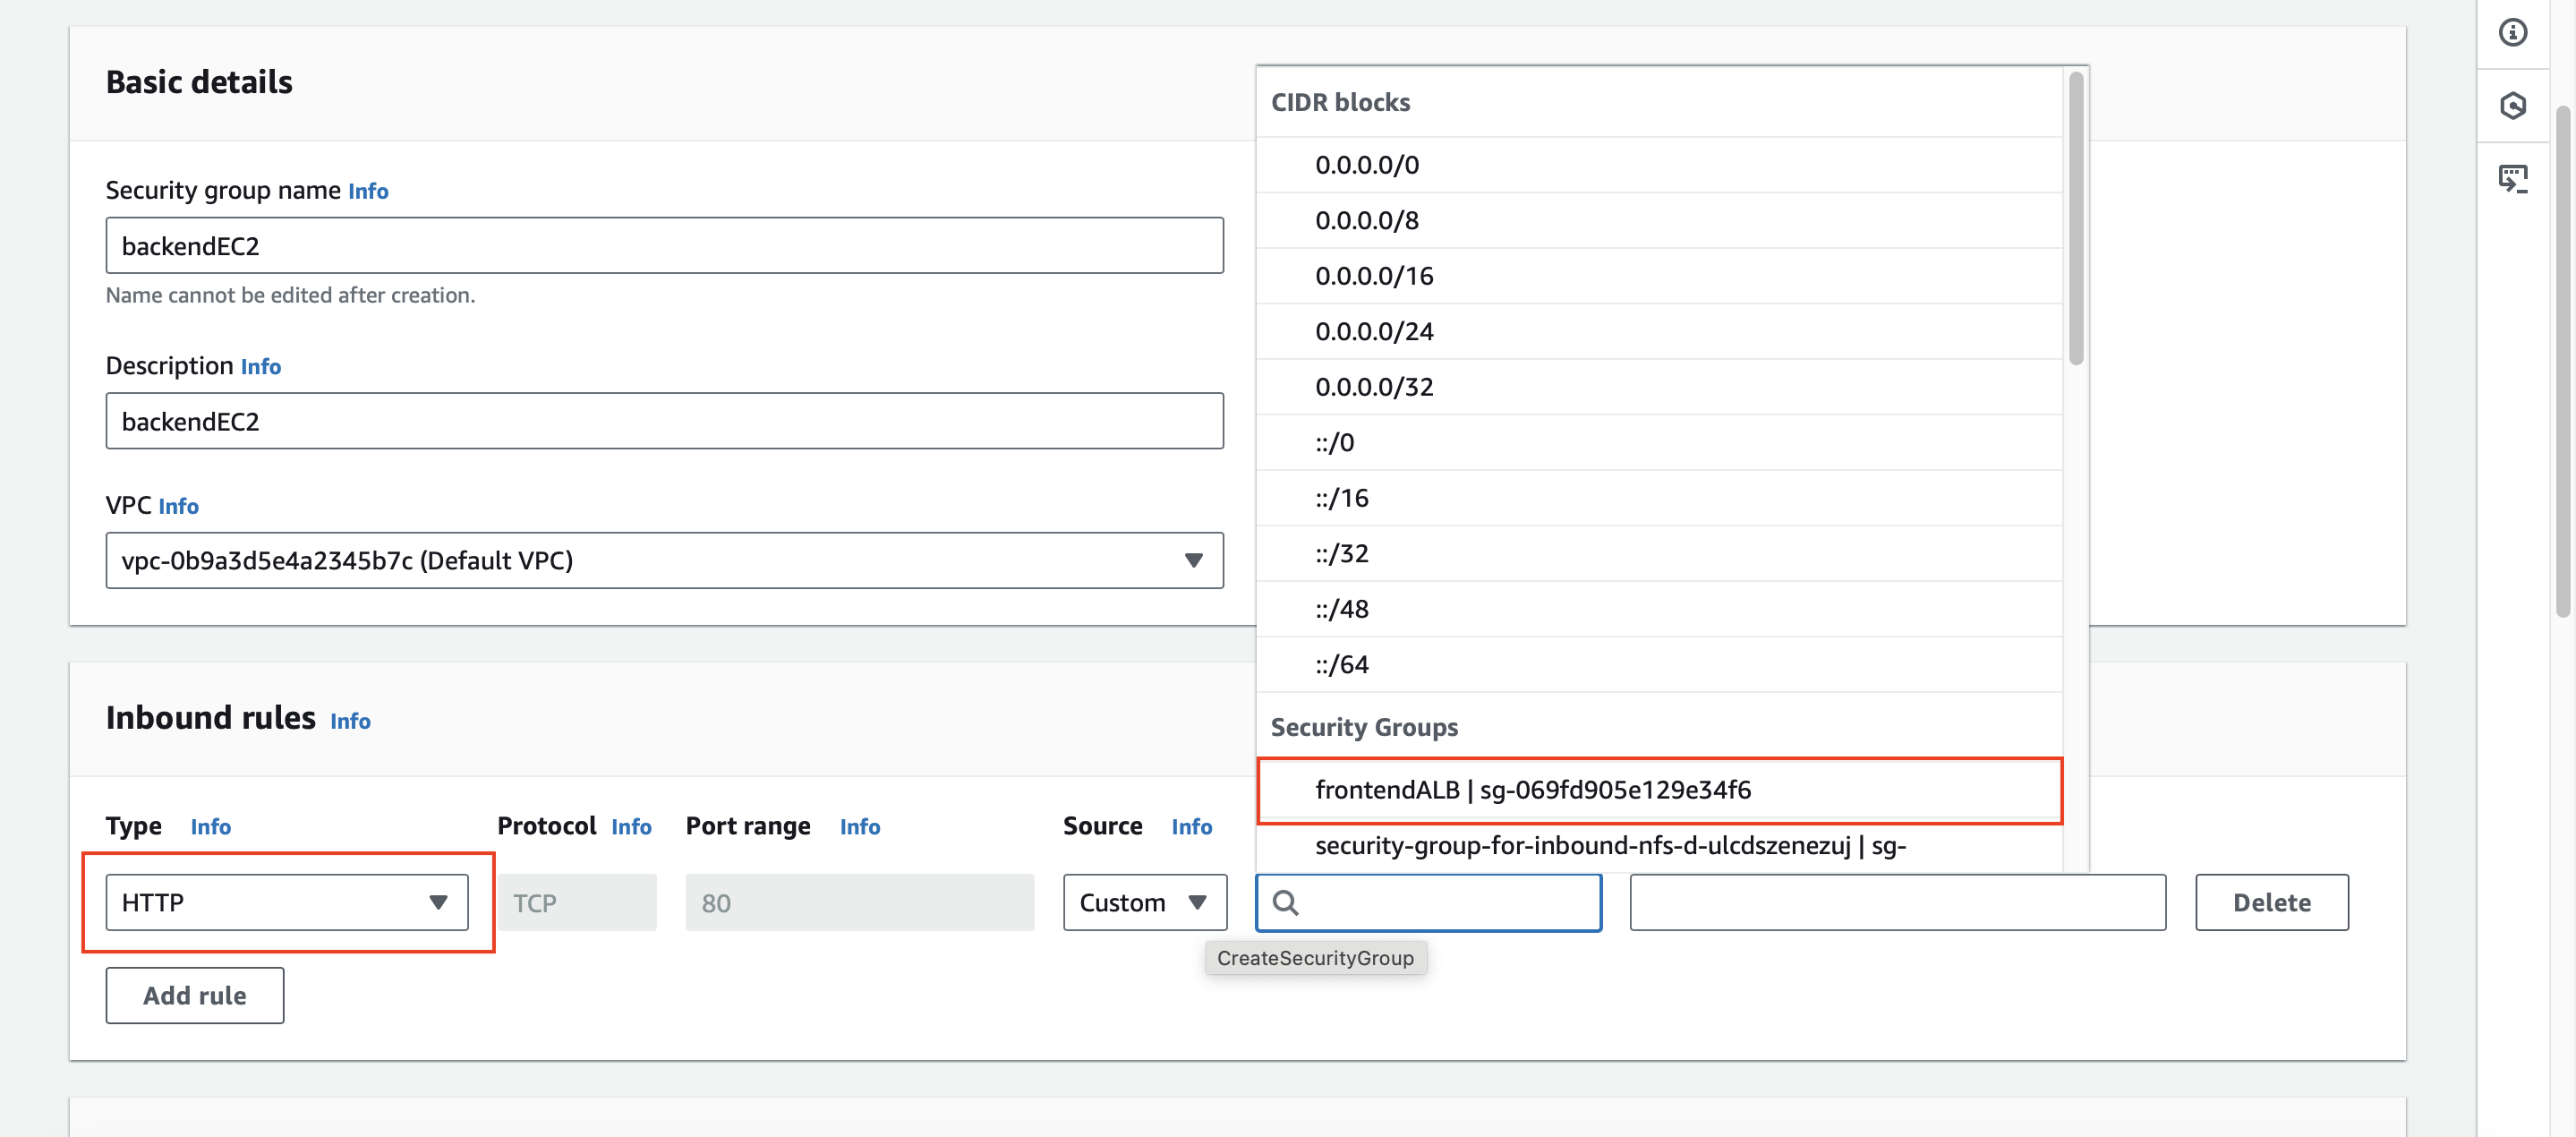 Basic details
Security group name Info
backendEC2
Name cannot be edited after creation.
Description Info
backendEC2
VPC Info
vpc-0b9a3d5e4a2345b7c (Default VPC)
CIDR blocks
0.0.0.0/0
0.0.0.0/8
0.0.0.0/16
0.0.0.0/24
0.0.0.0/32
::/0
::/16
::/32
::/48
::/64
Security Groups
frontendALB | sg-069fd905e129e34f6
security-group-for-inbound-nfs-d-ulcdszenezuj | sg-
Inbound rules Info
Type Info Protocol Info Port range Info Source Info
HTTP TCP 80 Custom Delete
CreateSecurityGroup
Add rule